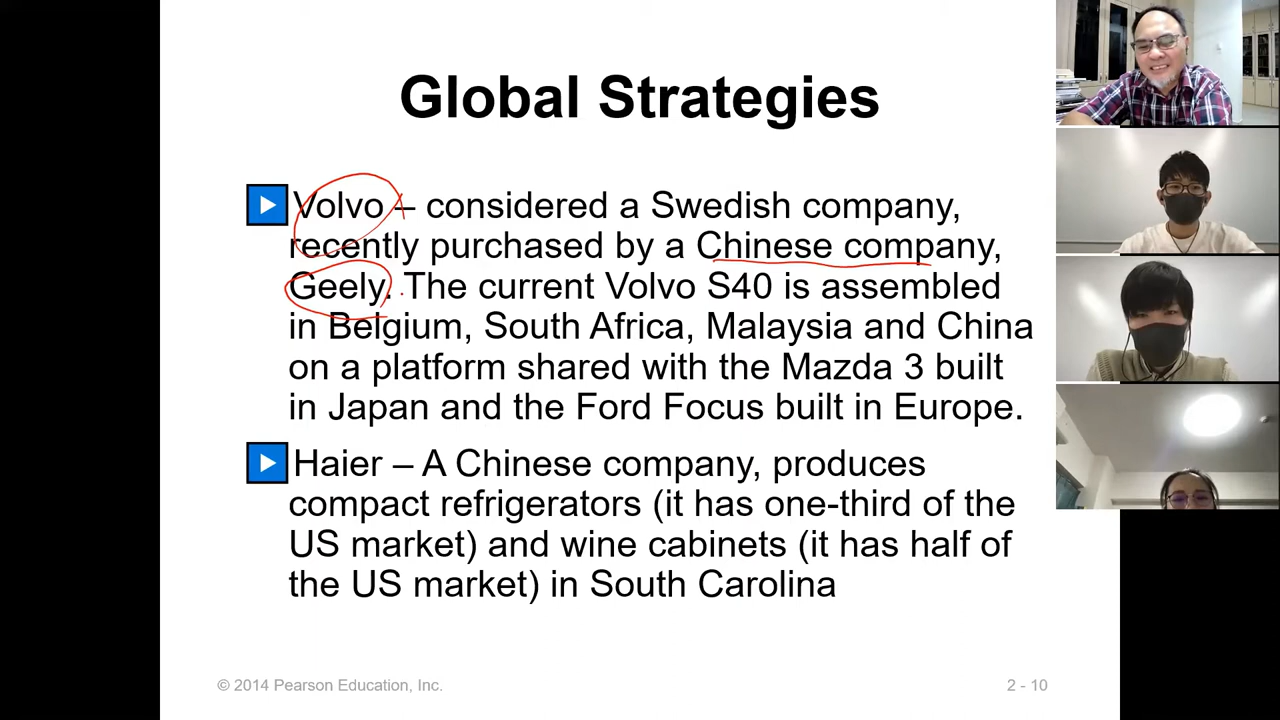 Global Strategies
Volvo – considered a Swedish company,
recently purchased by a Chinese company,
Geely. The current Volvo S40 is assembled
in Belgium, South Africa, Malaysia and China
on a platform shared with the Mazda 3 built
in Japan and the Ford Focus built in Europe.
Haier – A Chinese company, produces
compact refrigerators (it has one-third of the
US market) and wine cabinets (it has half of
the US market) in South Carolina
© 2014 Pearson Education, Inc.
2 - 10